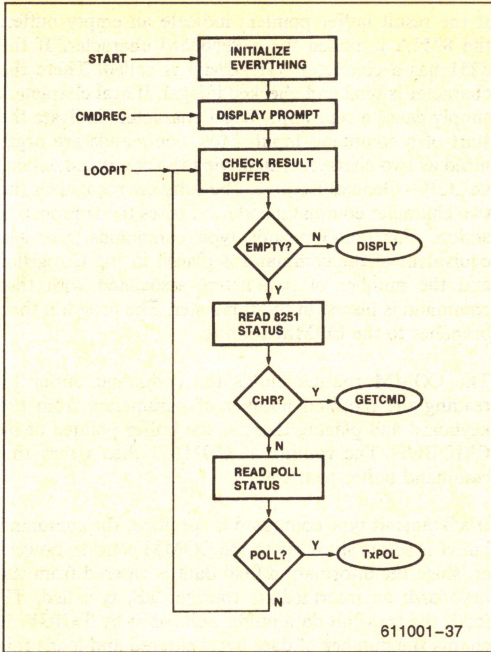 START
INITIALIZE
EVERYTHING
CMDREC
DISPLAY PROMPT
LOOPIT
CHECK RESULT
BUFFER
EMPTY?
N
DISPLAY
Y
READ 8251
STATUS
CHR?
Y
GETCMD
N
READ POLL
STATUS
POLL?
Y
TxPOL
N
611001-37